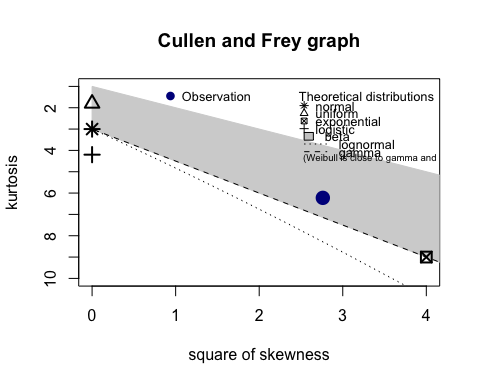 Cullen and Frey graph
Observation
Theoretical distributions
normal
uniform
exponential
logistic
beta
lognormal
gamma
(Weibull is close to gamma and
kurtosis
2
4
6
8
10
0 1 2 3 4
square of skewness